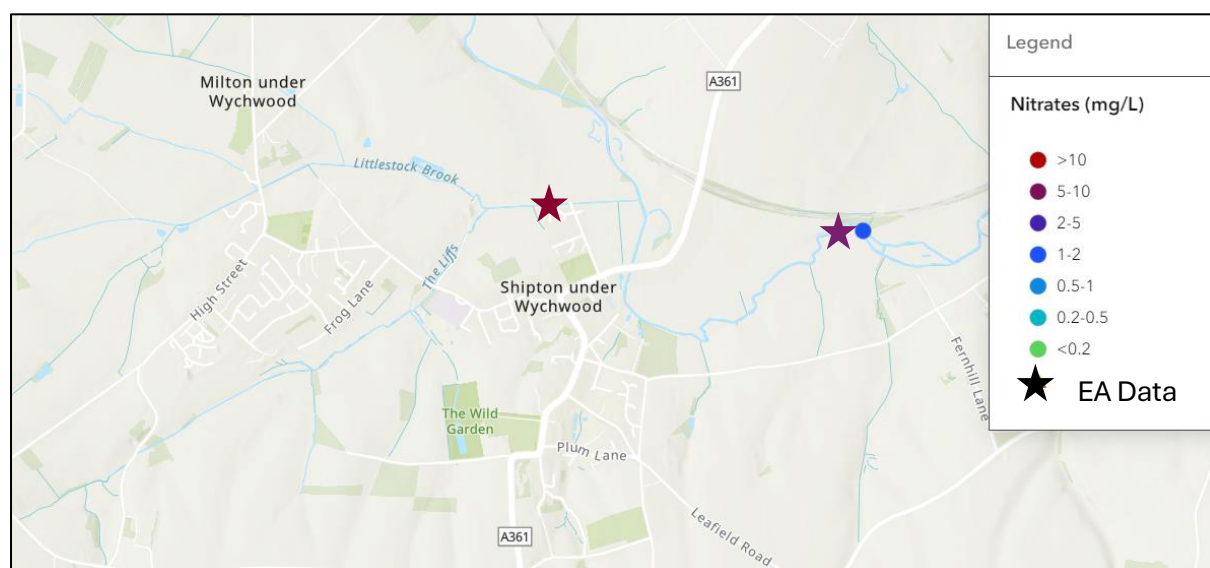 Legend
A361
Milton under
Wychwood
Nitrates (mg/L)
>10
Littlestock Brook
5-10
2-5
1-2
The Liffs
High Street
Shipton under
Wychwood
0.5-1
Frog Lane
0.2-0.5
<0.2
Fernhill Lane
EA Data
The Wild
Garden
Plum Lane
Leafield Road
A361